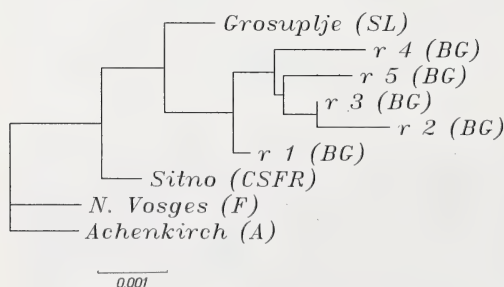 Grosuplje (SL)
r 4 (BG)
r 5 (BG)
r 3 (BG)
r 2 (BG)
r 1 (BG)
Sitno (CSFR)
N. Vosges (F)
Achenkirch (A)
0.001